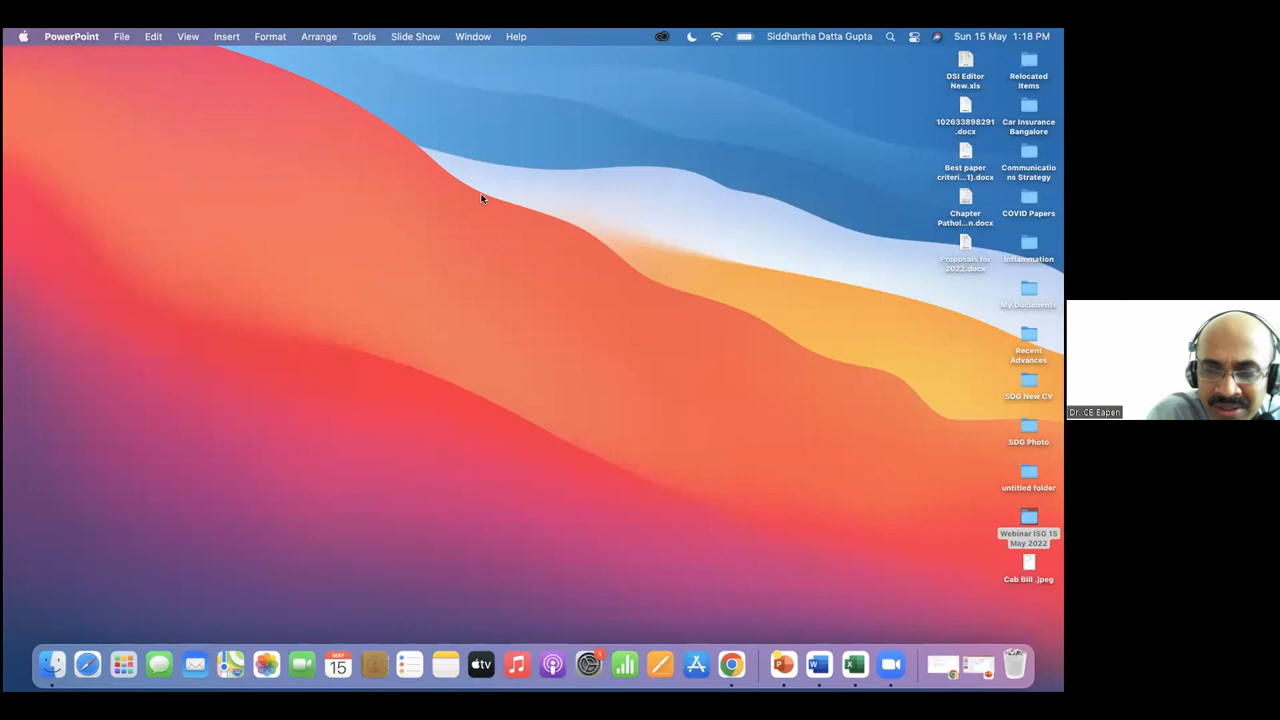 PowerPoint File Edit View Insert Format Arrange Tools Slide Show Window Help Siddhartha Datta Gupta Sun 15 May 1:18 PM
DSI Editor
New.xls
Relocated
Items
102633898291
.docx
Car Insurance
Bangalore
Best paper
criteri...1).docx
Communicatio
ns Strategy
Chapter
Pathol...n.docx
COVID Papers
Proposals for
2022.docx
Inflammation
My Documents
Recent
Advances
SDG New CV
SDG Photo
untitled folder
Webinar ISG 15
May 2022
Cab Bill .jpeg
Dr. CE Eapen
MAY
15
tv
1